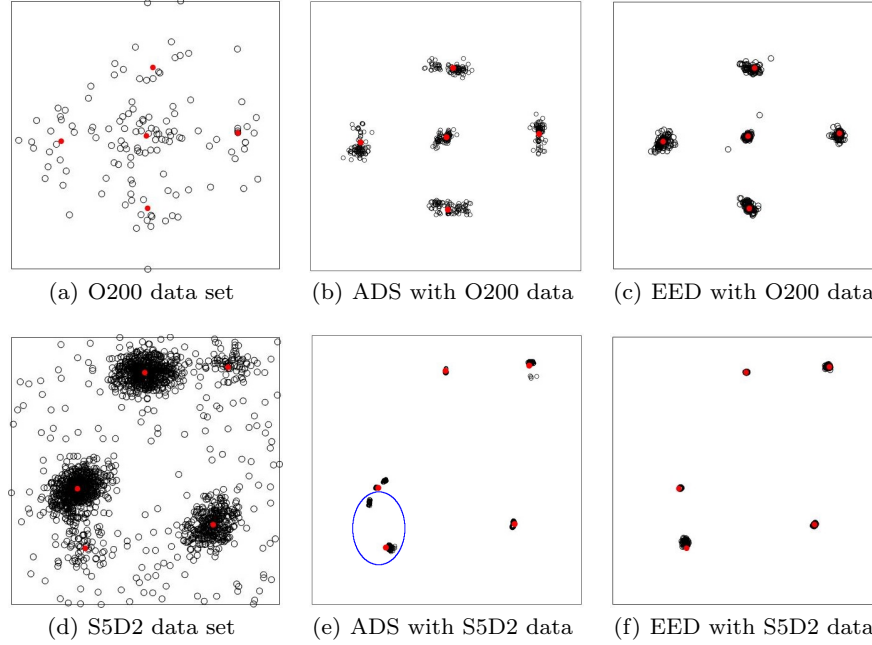 (a) O200 data set
(b) ADS with O200 data
(c) EED with O200 data
(d) S5D2 data set
(e) ADS with S5D2 data
(f) EED with S5D2 data